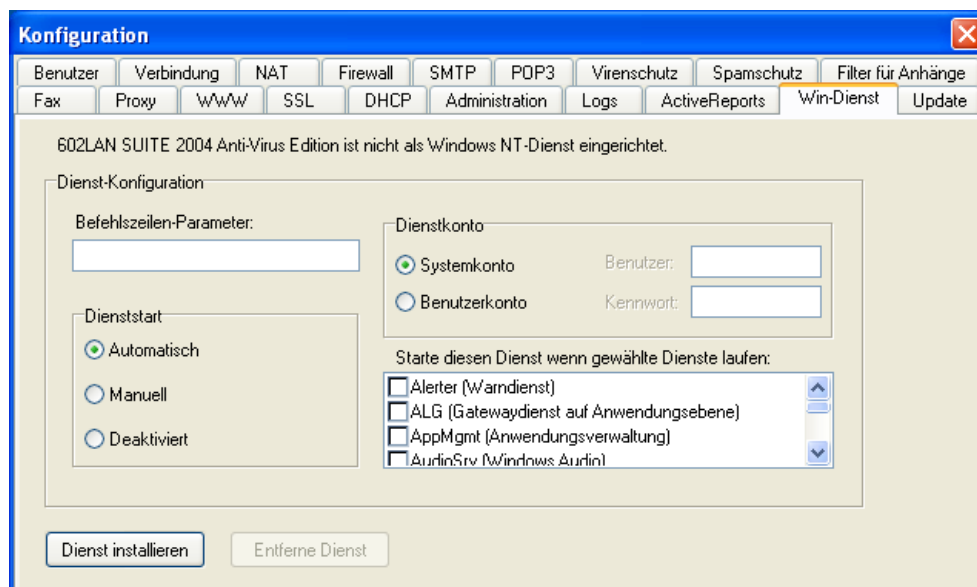 Konfiguration
Benutzer Verbindung NAT Firewall SMTP POP3 Virenschutz Spamschutz Filter für Anhänge
Fax Proxy WWW SSL DHCP Administration Logs ActiveReports Win-Dienst Update
602LAN SUITE 2004 Anti-Virus Edition ist nicht als Windows NT-Dienst eingerichtet.
Dienst-Konfiguration
Befehlszeilen-Parameter:
Dienststart
Automatisch
Manuell
Deaktiviert
Dienstkonto
Systemkonto Benutzer:
Benutzerkonto Kennwort:
Starte diesen Dienst wenn gewählte Dienste laufen:
Alerter (Warndienst)
ALG (Gatewaydienst auf Anwendungsebene)
AppMgmt (Anwendungsverwaltung)
AudioSrv (Windows Audio)
Dienst installieren Entferne Dienst